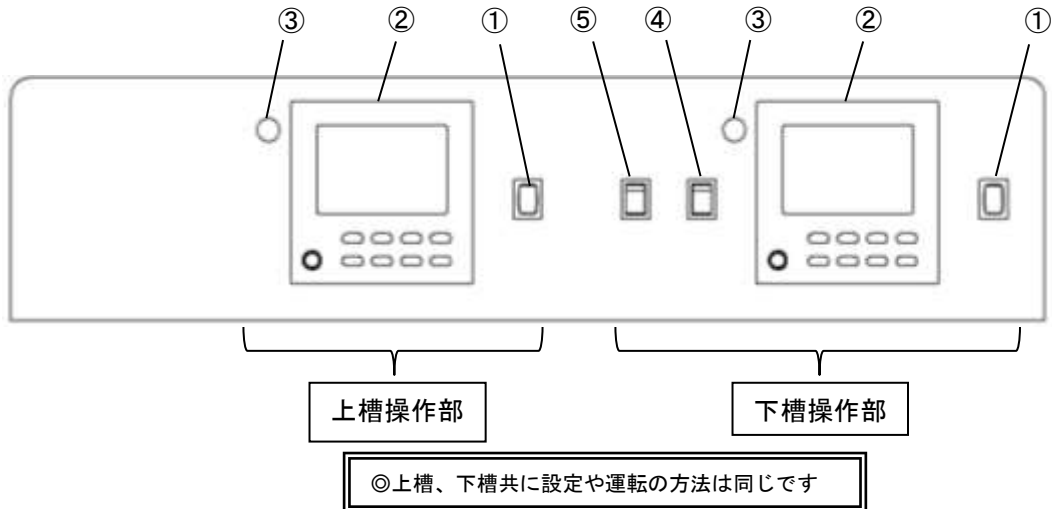 ③ ② ① ⑤ ④ ③ ② ①
上槽操作部 下槽操作部
◎上槽、下槽共に設定や運転の方法は同じです